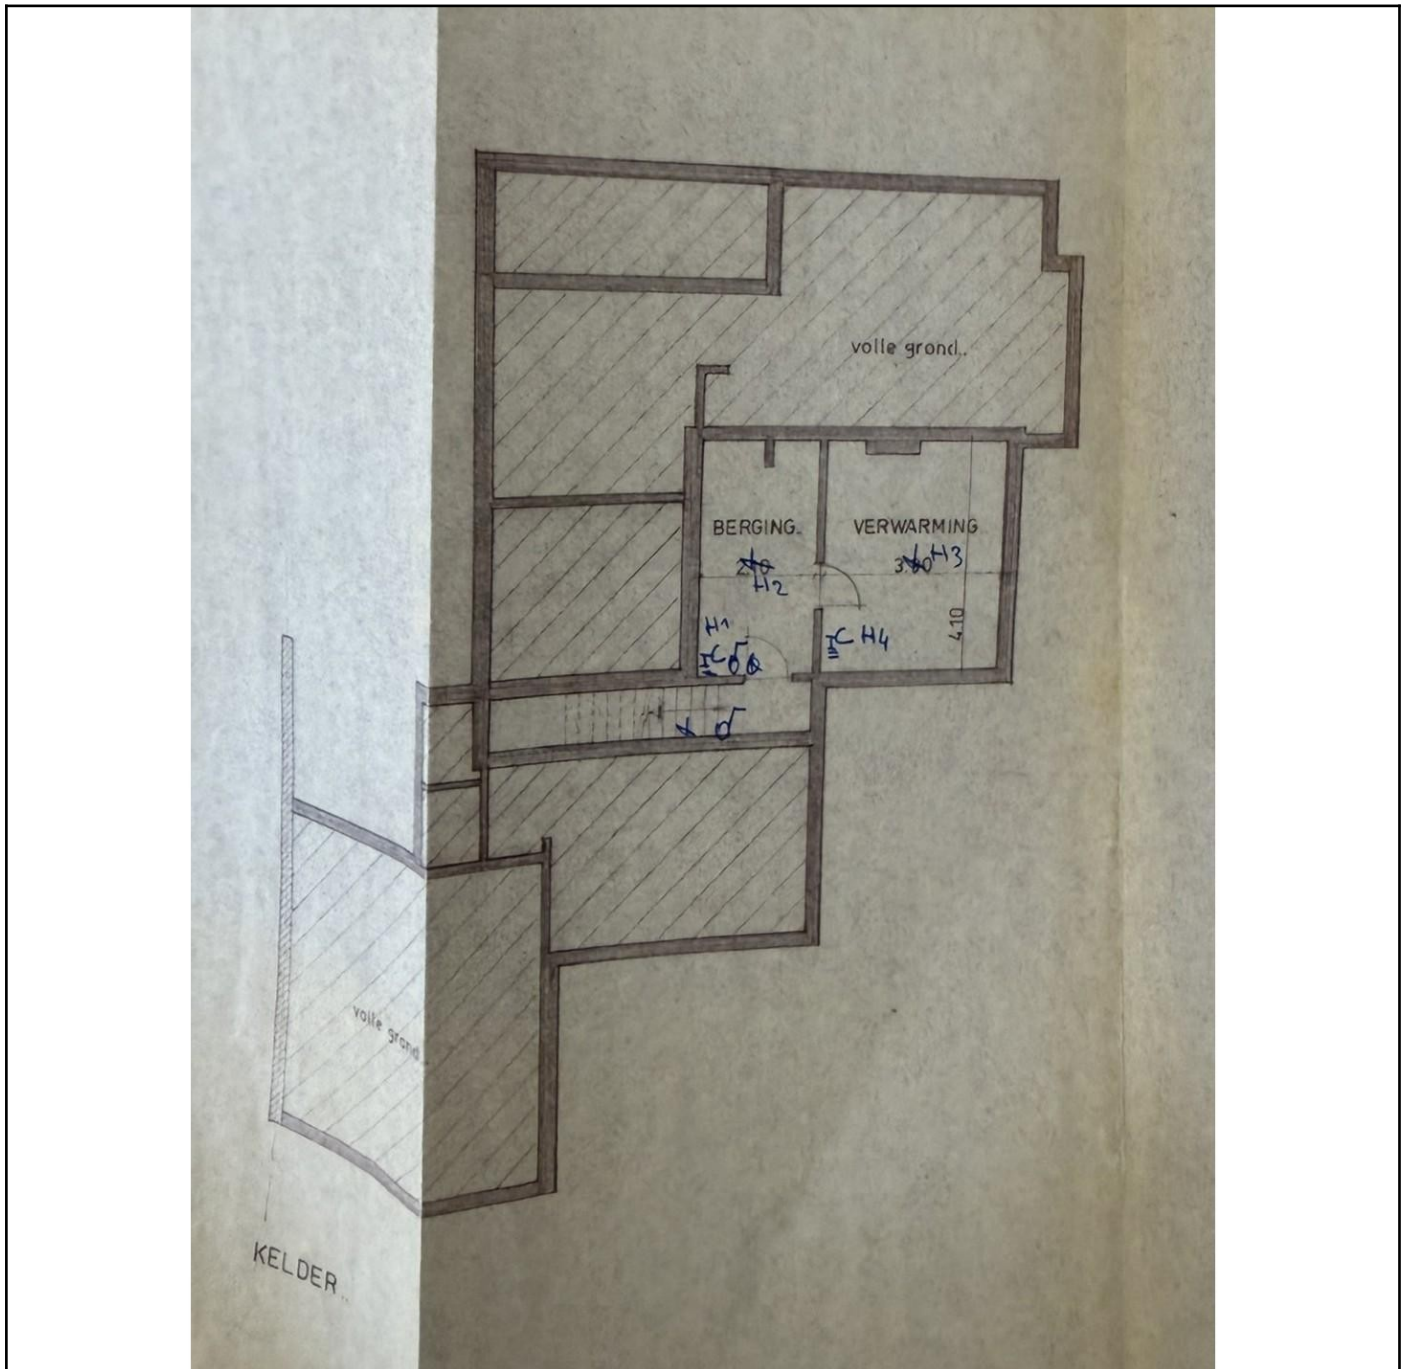 volle grond..
BERGING.
VERWARMING
H3
H2
4.10
H1
H4
volle grond
KELDER..